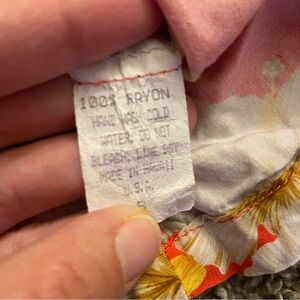 100% RAYON
HAND WASH COLD
WATER. DO NOT
BLEACH. LINE DRY
MADE IN HAWAII
U.S.A.